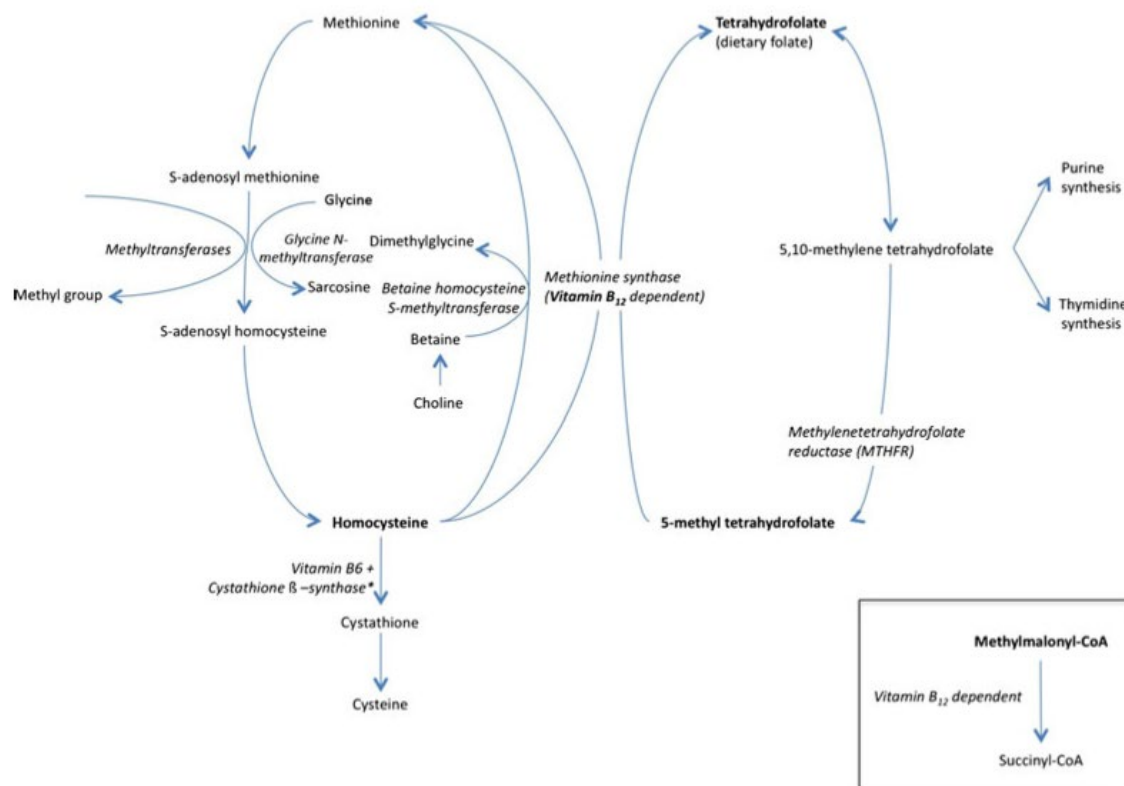 Methionine
Tetrahydrofolate
(dietary folate)
S-adenosyl methionine
Glycine
Purine
synthesis
Methyltransferases
Glycine N-
methyltransferase
Dimethylglycine
5,10-methylene tetrahydrofolate
Methyl group
Sarcosine
Betaine homocysteine
S-methyltransferase
Methionine synthase
(Vitamin B12 dependent)
Thymidine
synthesis
S-adenosyl homocysteine
Betaine
Choline
Methylenetetrahydrofolate
reductase (MTHFR)
Homocysteine
5-methyl tetrahydrofolate
Vitamin B6 +
Cystathione ß –synthase*
Cystathione
Cysteine
Methylmalonyl-CoA
Vitamin B12 dependent
Succinyl-CoA